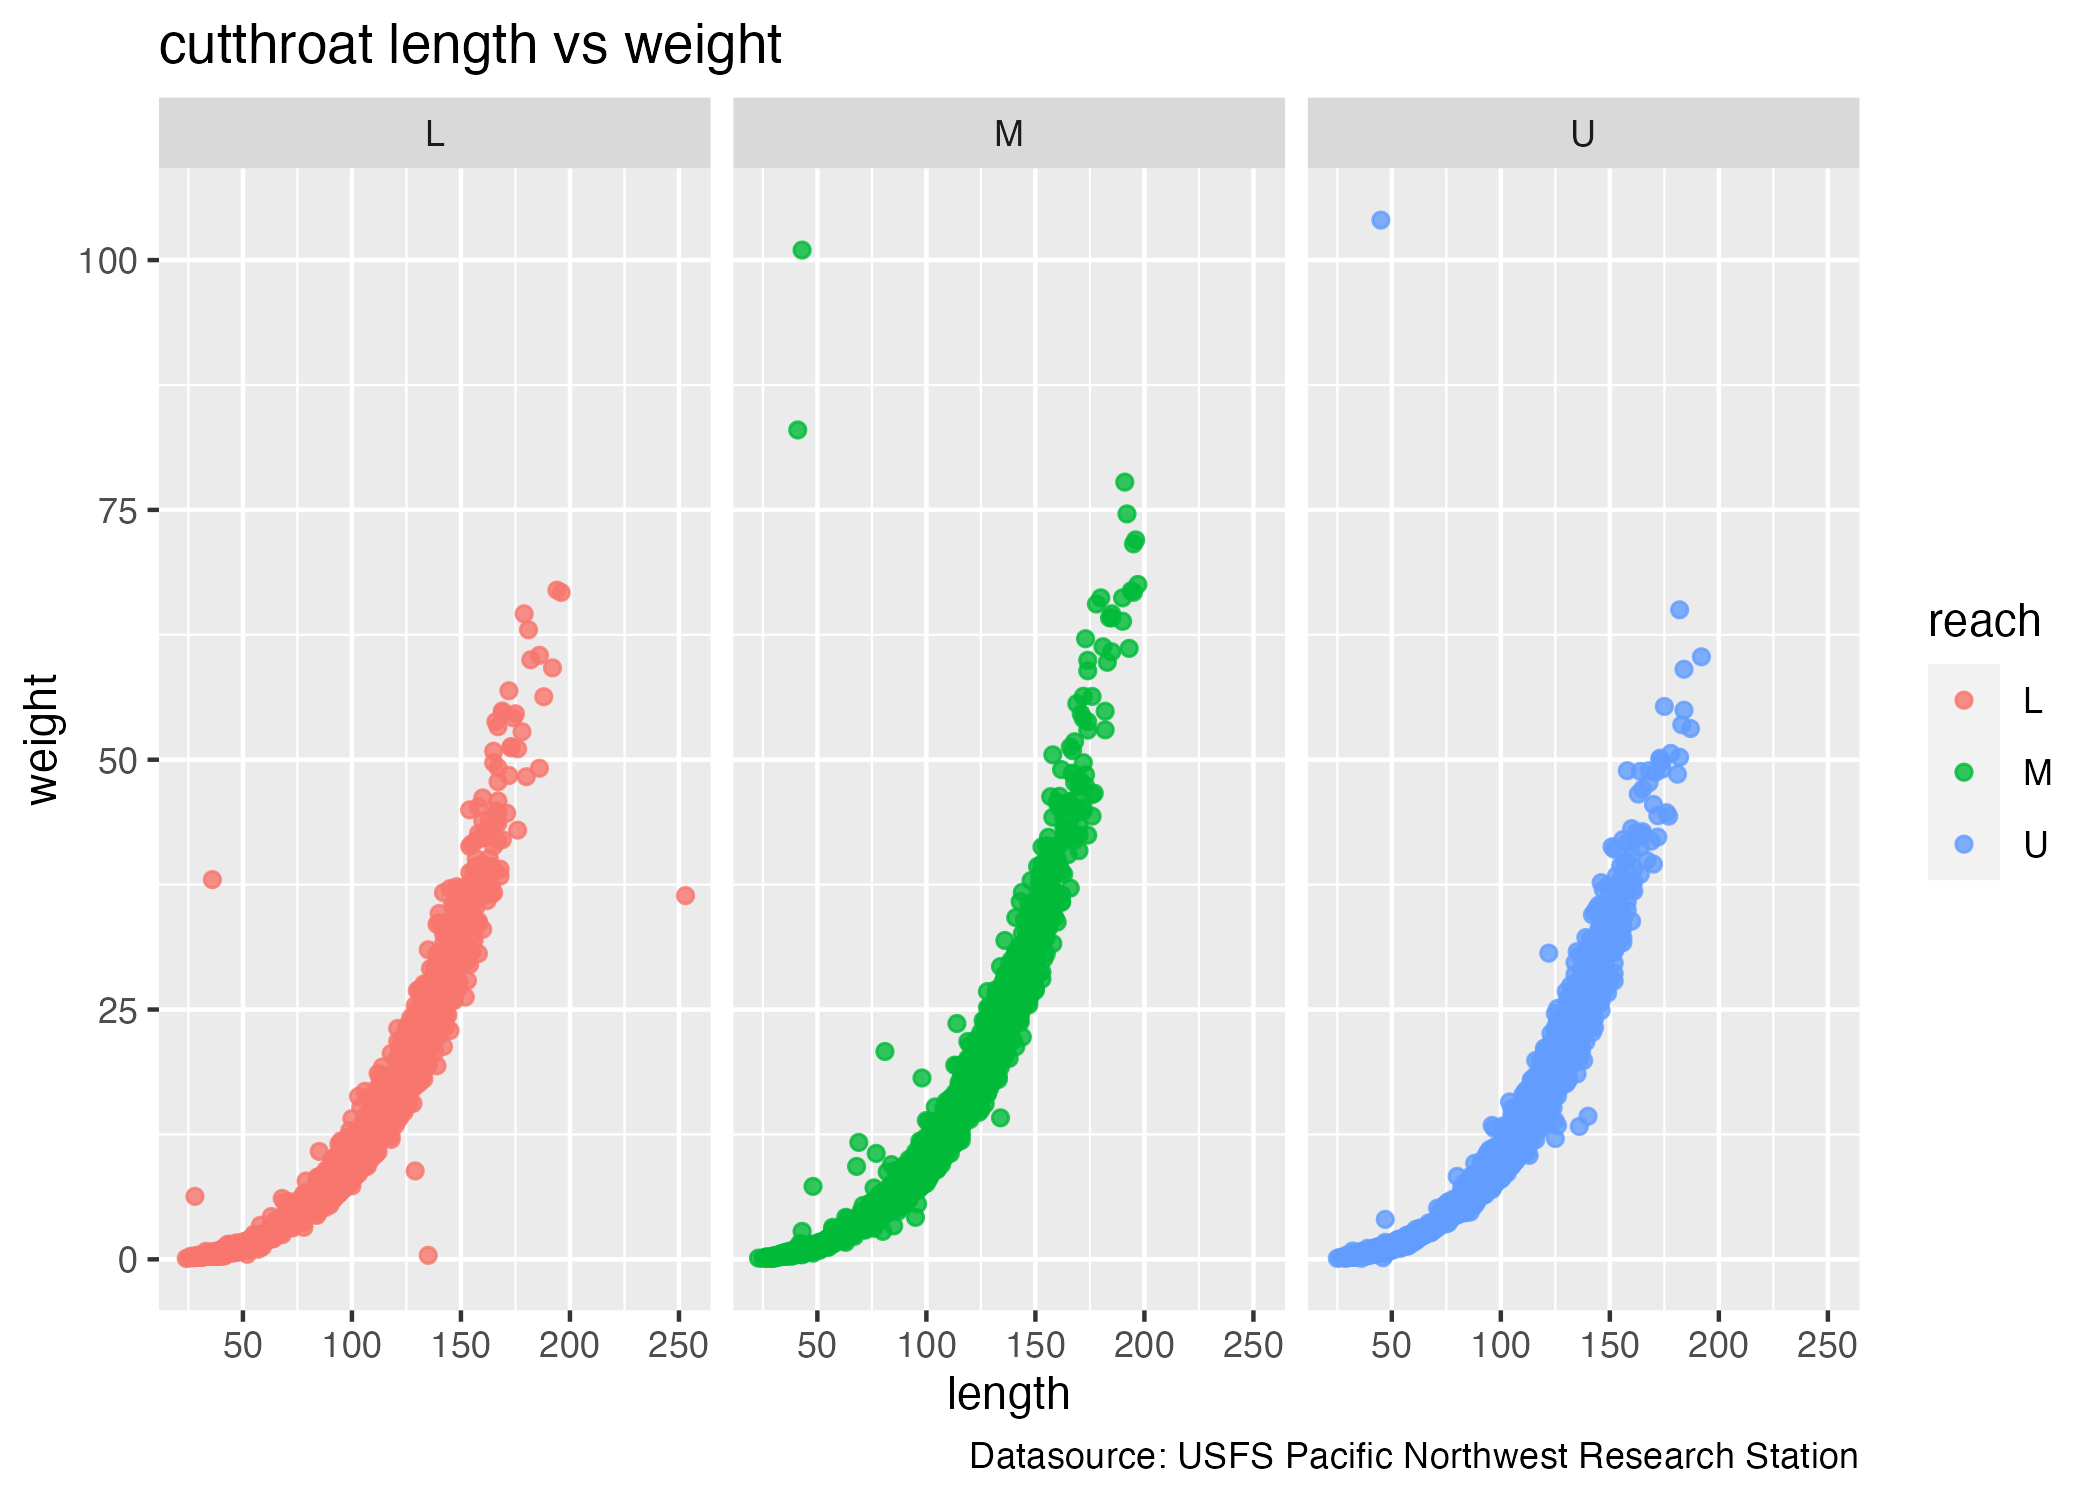 cutthroat length vs weight
L M U
100
75
50
25
0
weight
50 100 150 200 250 50 100 150 200 250 50 100 150 200 250
length
reach
L
M
U
Datasource: USFS Pacific Northwest Research Station